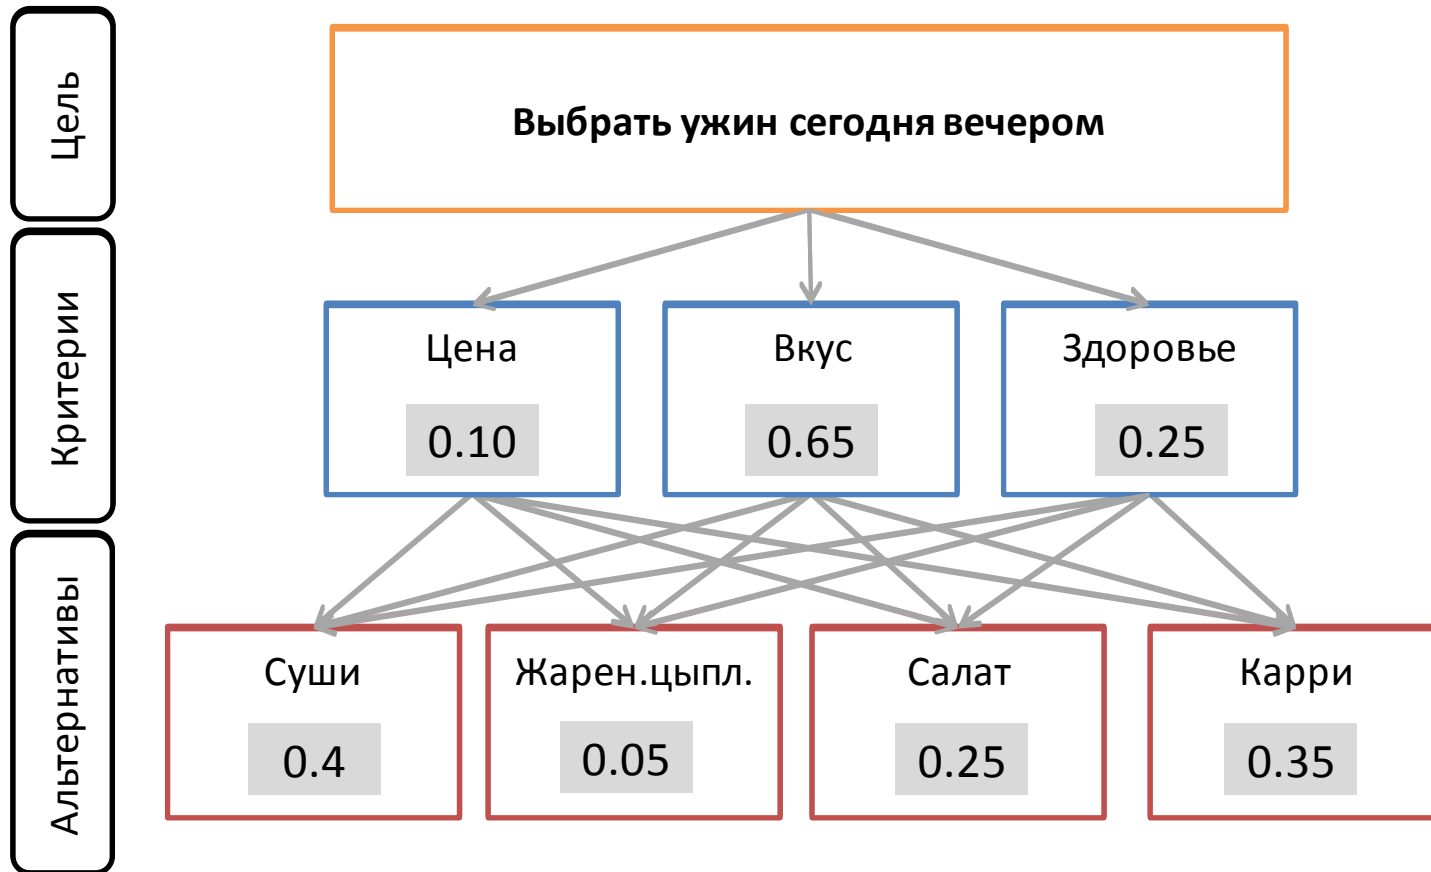 Цель
Выбрать ужин сегодня вечером
Критерии
Цена
Вкус
Здоровье
0.10
0.65
0.25
Альтернативы
Суши
Жарен.цыпл.
Салат
Карри
0.4
0.05
0.25
0.35